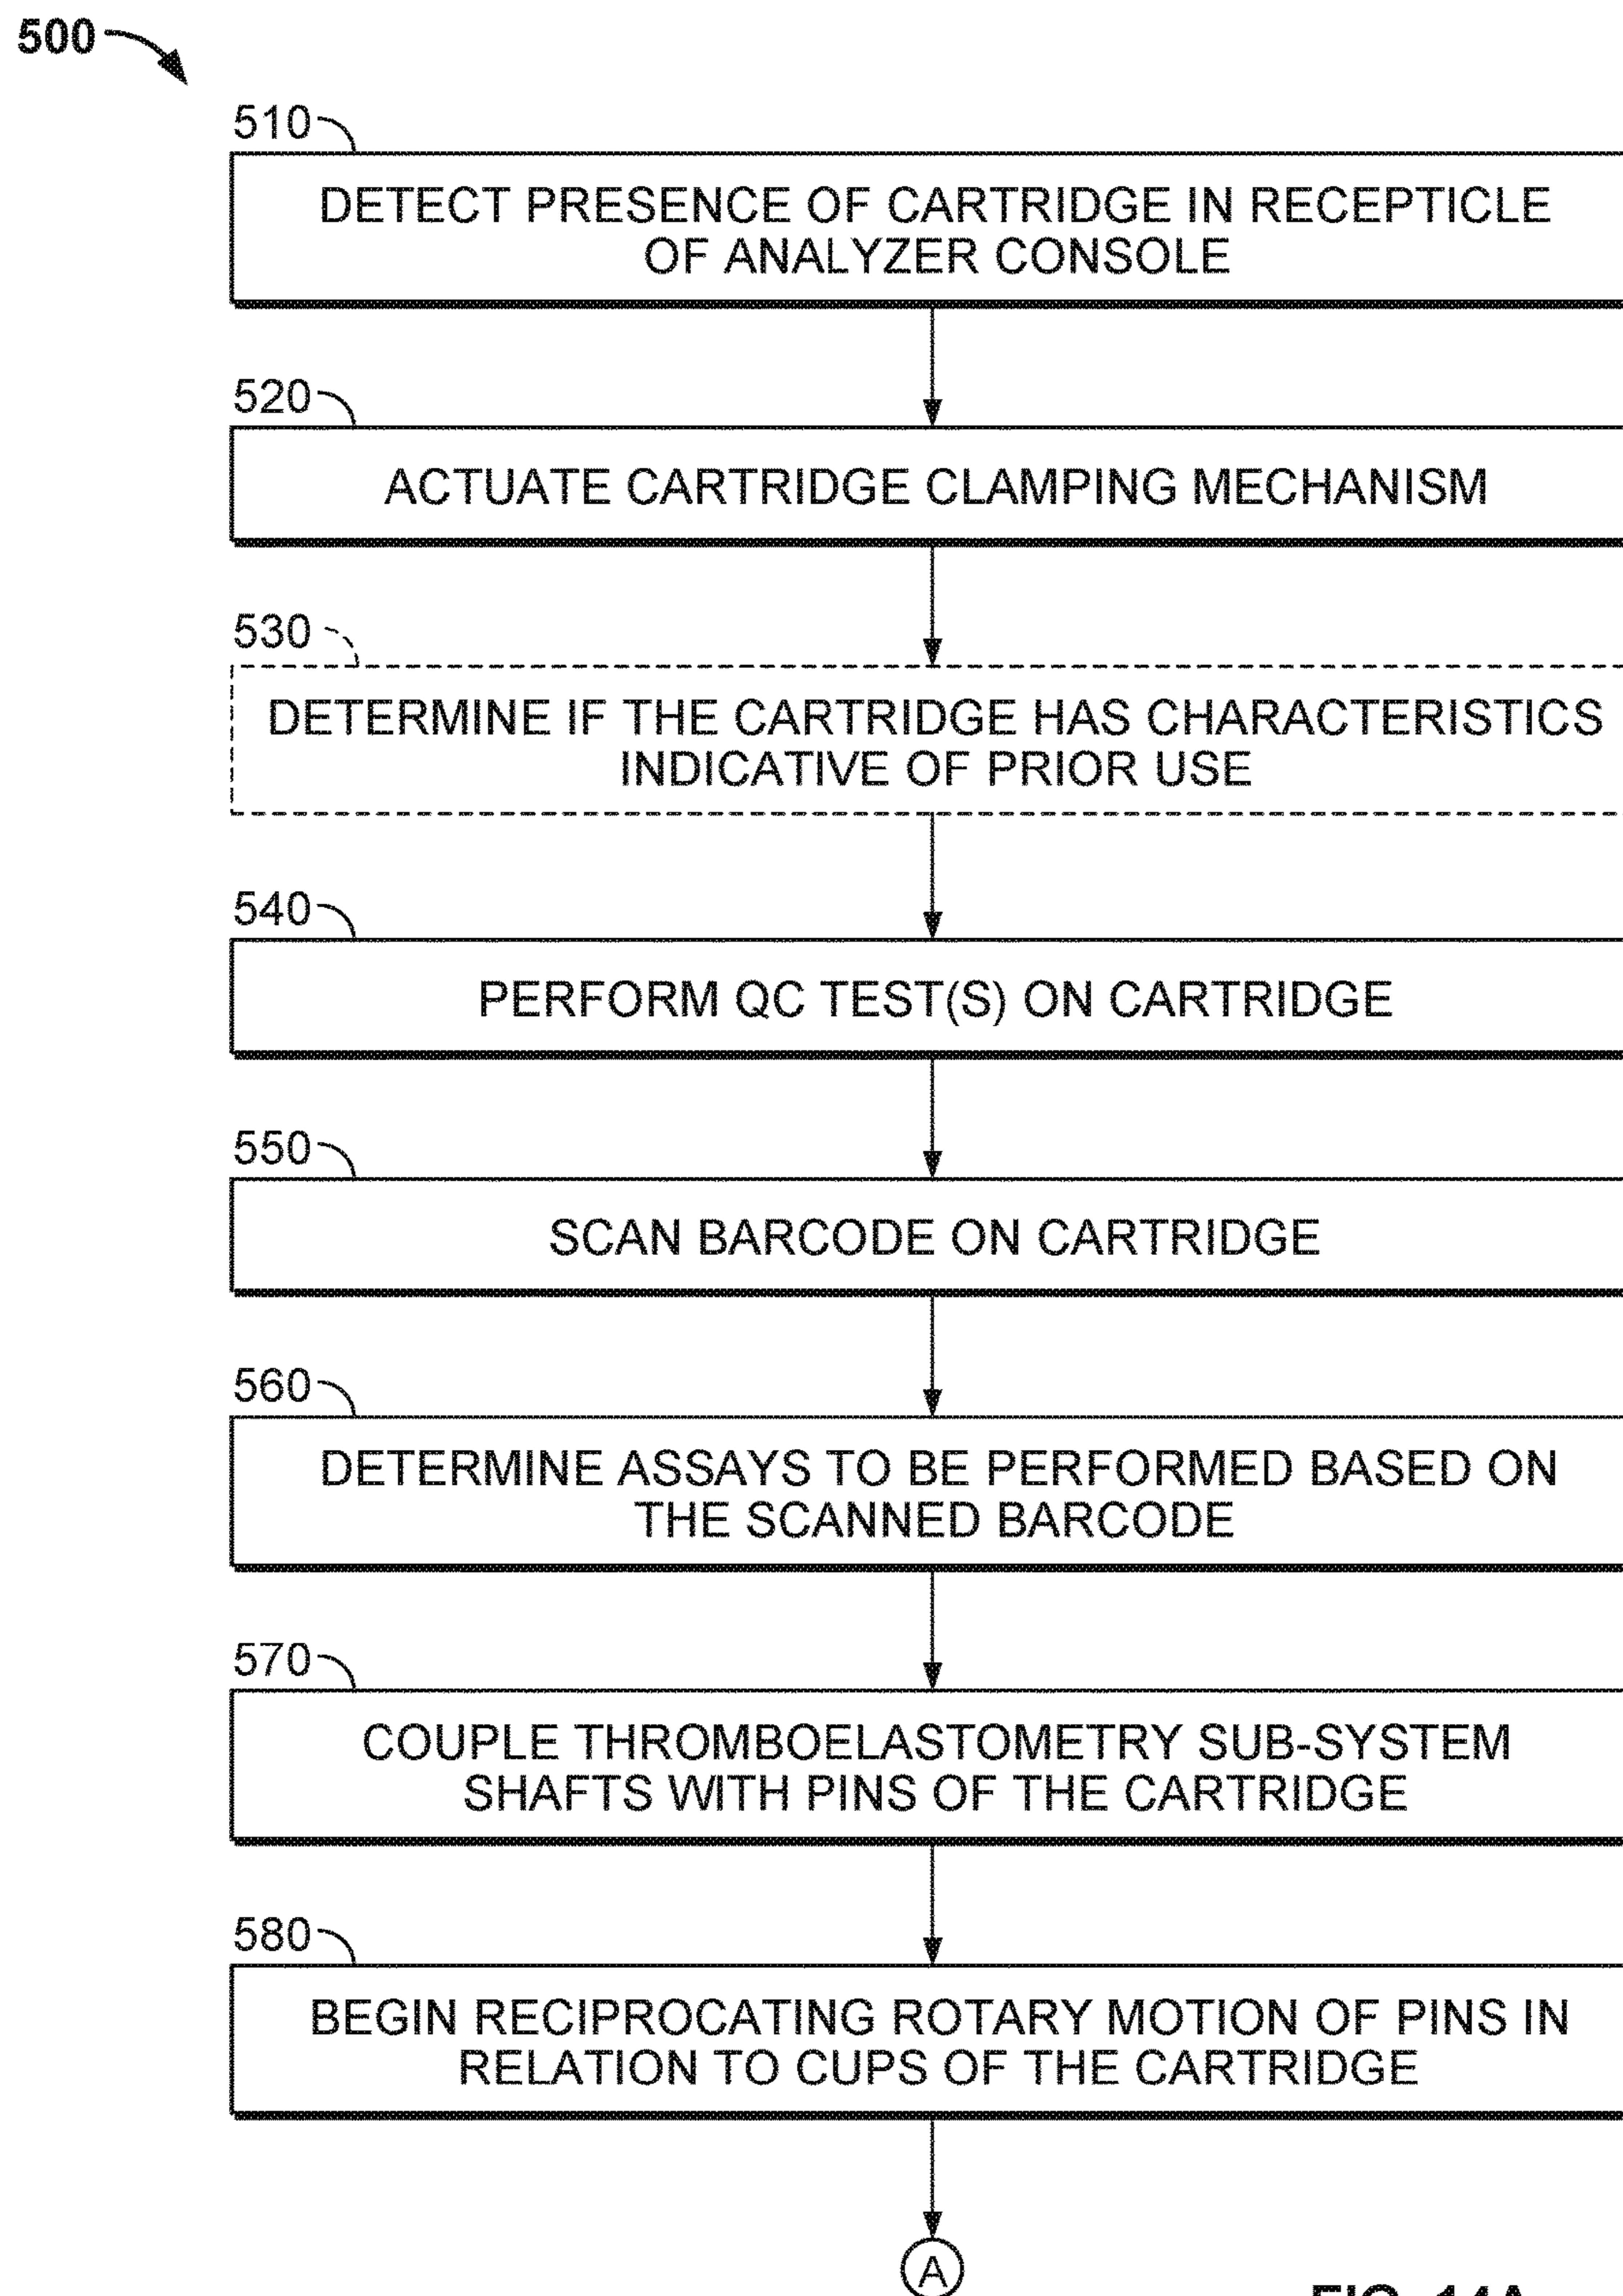 500
510
DETECT PRESENCE OF CARTRIDGE IN RECEPTICLE
OF ANALYZER CONSOLE
520
ACTUATE CARTRIDGE CLAMPING MECHANISM
530
DETERMINE IF THE CARTRIDGE HAS CHARACTERISTICS
INDICATIVE OF PRIOR USE
540
PERFORM QC TEST(S) ON CARTRIDGE
550
SCAN BARCODE ON CARTRIDGE
560
DETERMINE ASSAYS TO BE PERFORMED BASED ON
THE SCANNED BARCODE
570
COUPLE THROMBOELASTOMETRY SUB-SYSTEM
SHAFTS WITH PINS OF THE CARTRIDGE
580
BEGIN RECIPROCATING ROTARY MOTION OF PINS IN
RELATION TO CUPS OF THE CARTRIDGE
A
FIG. 14A